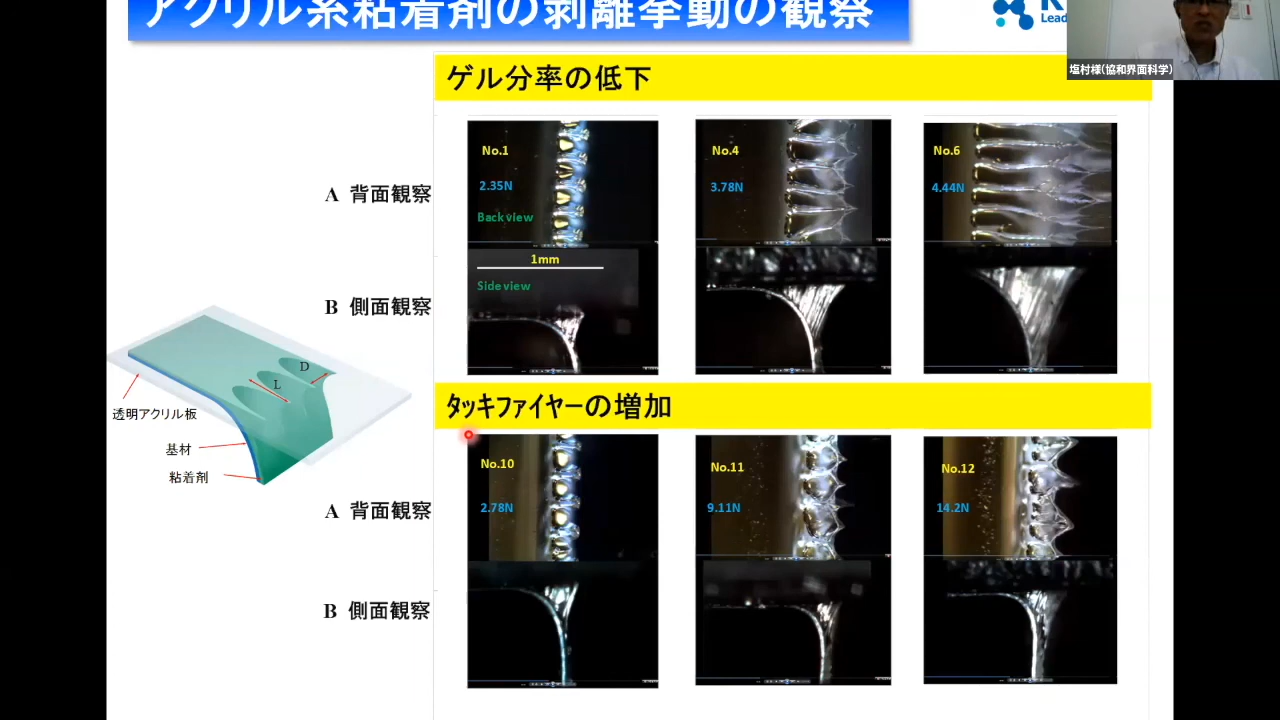 アクリル系粘着剤の剥離挙動の観察
Lead
塩村様(協和界面科学)
ゲル分率の低下
No.1
2.35N
Back view
No.4
3.78N
No.6
4.44N
A 背面観察
1mm
Side view
B 側面観察
D
L
透明アクリル板
基材
粘着剤
タッキファイヤーの増加
No.10
2.78N
No.11
9.11N
No.12
14.2N
A 背面観察
B 側面観察